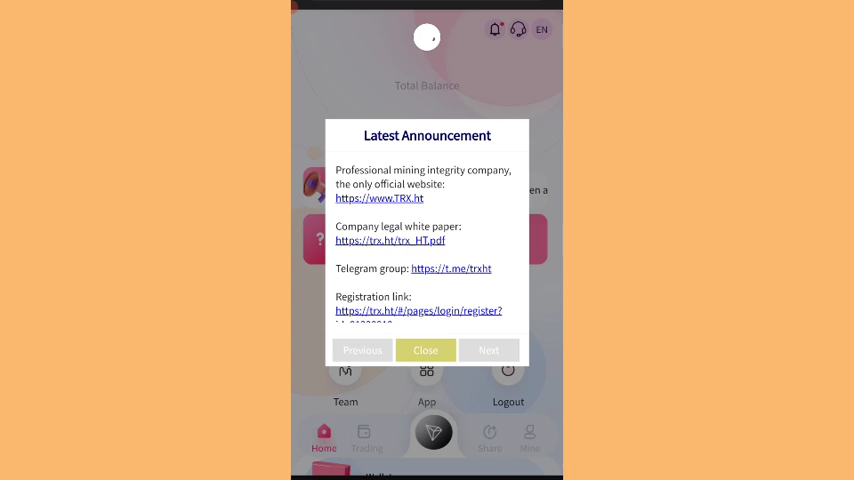 EN
Total Balance
Latest Announcement
Professional mining integrity company,
the only official website:
https://www.TRX.ht
en a
Company legal white paper:
https://trx.ht/trx_HT.pdf
?
Telegram group: https://t.me/trxht
Registration link:
https://trx.ht/#/pages/login/register?
Previous
Close
Next
Team
App
Logout
Home
Trading
Share
Mine